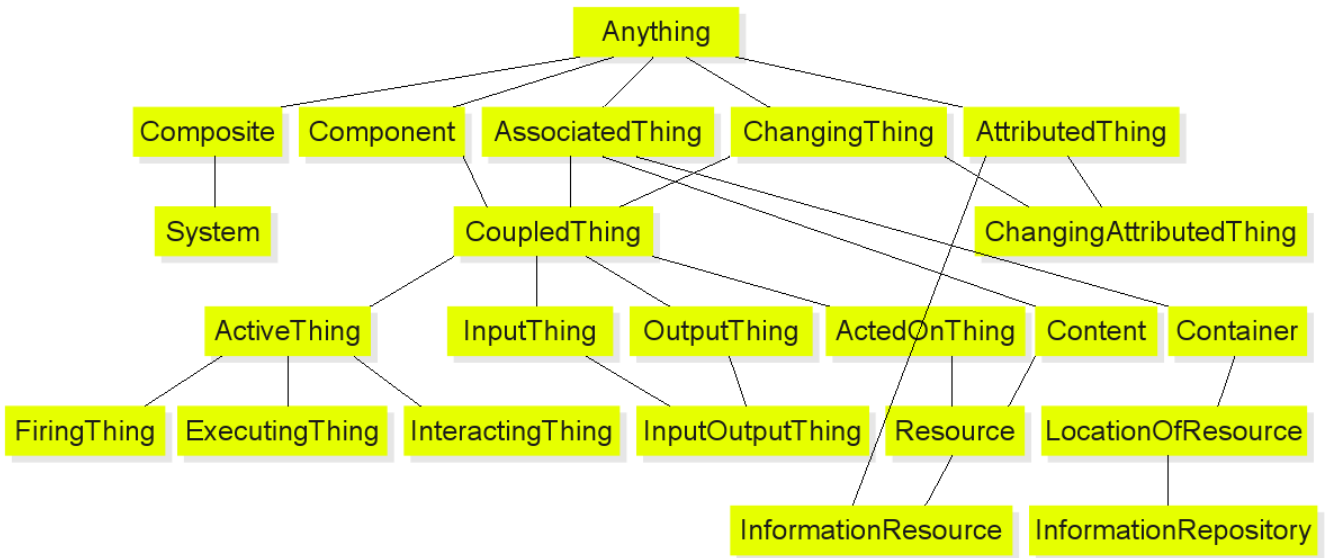 Anything
Composite
Component
AssociatedThing
ChangingThing
AttributedThing
System
CoupledThing
ChangingAttributedThing
ActiveThing
InputThing
OutputThing
ActedOnThing
Content
Container
FiringThing
ExecutingThing
InteractingThing
InputOutputThing
Resource
LocationOfResource
InformationResource
InformationRepository